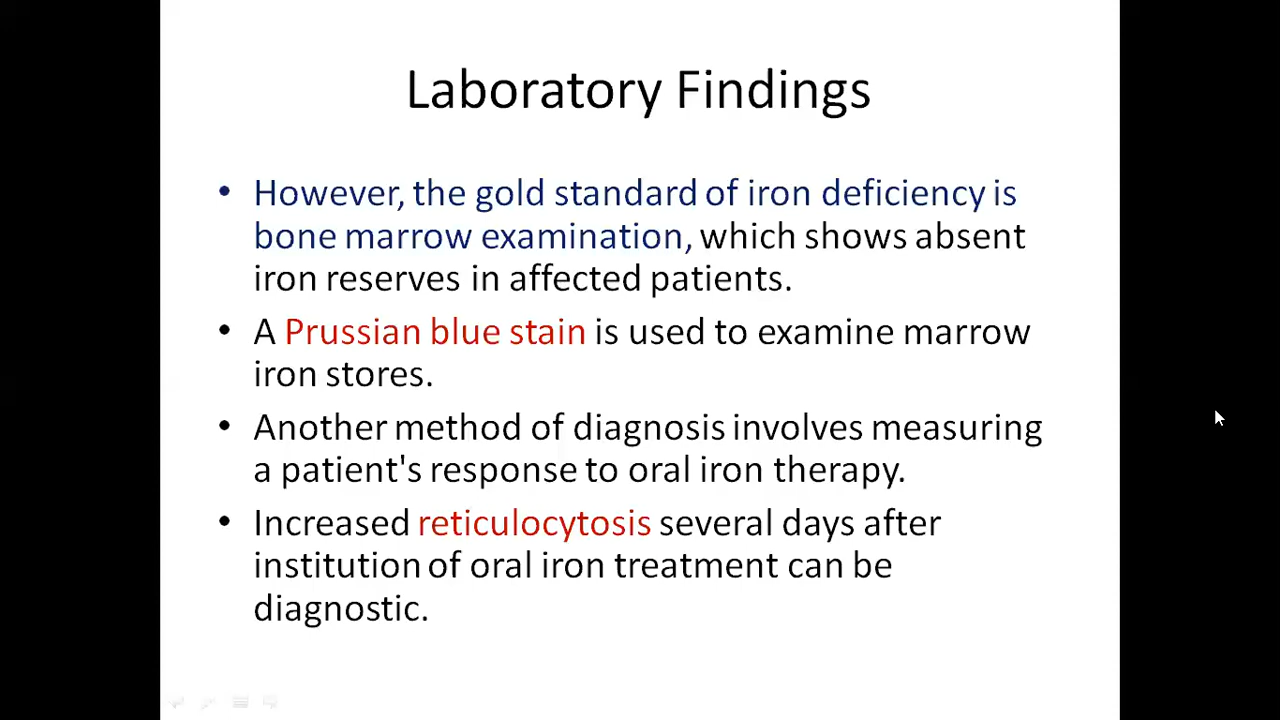 Laboratory Findings
• However, the gold standard of iron deficiency is
bone marrow examination, which shows absent
iron reserves in affected patients.
• A Prussian blue stain is used to examine marrow
iron stores.
• Another method of diagnosis involves measuring
a patient's response to oral iron therapy.
• Increased reticulocytosis several days after
institution of oral iron treatment can be
diagnostic.